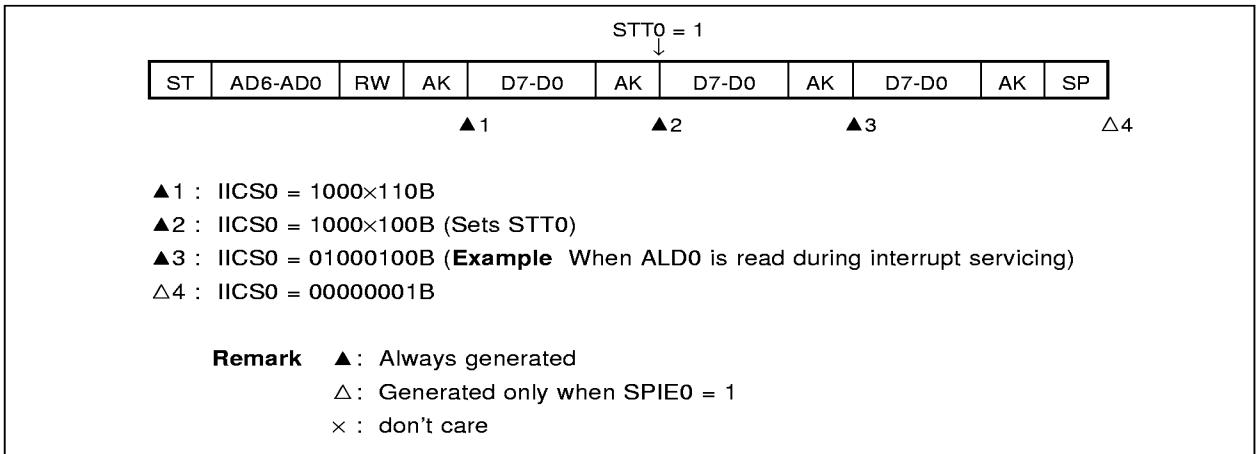 STT0 = 1
↓
ST AD6-AD0 RW AK D7-D0 AK D7-D0 AK D7-D0 AK SP
▲1 ▲2 ▲3 △4
▲1 : IICS0 = 1000×110B
▲2 : IICS0 = 1000×100B (Sets STT0)
▲3 : IICS0 = 01000100B (Example When ALD0 is read during interrupt servicing)
△4 : IICS0 = 00000001B
Remark ▲ : Always generated
△ : Generated only when SPIE0 = 1
× : don't care